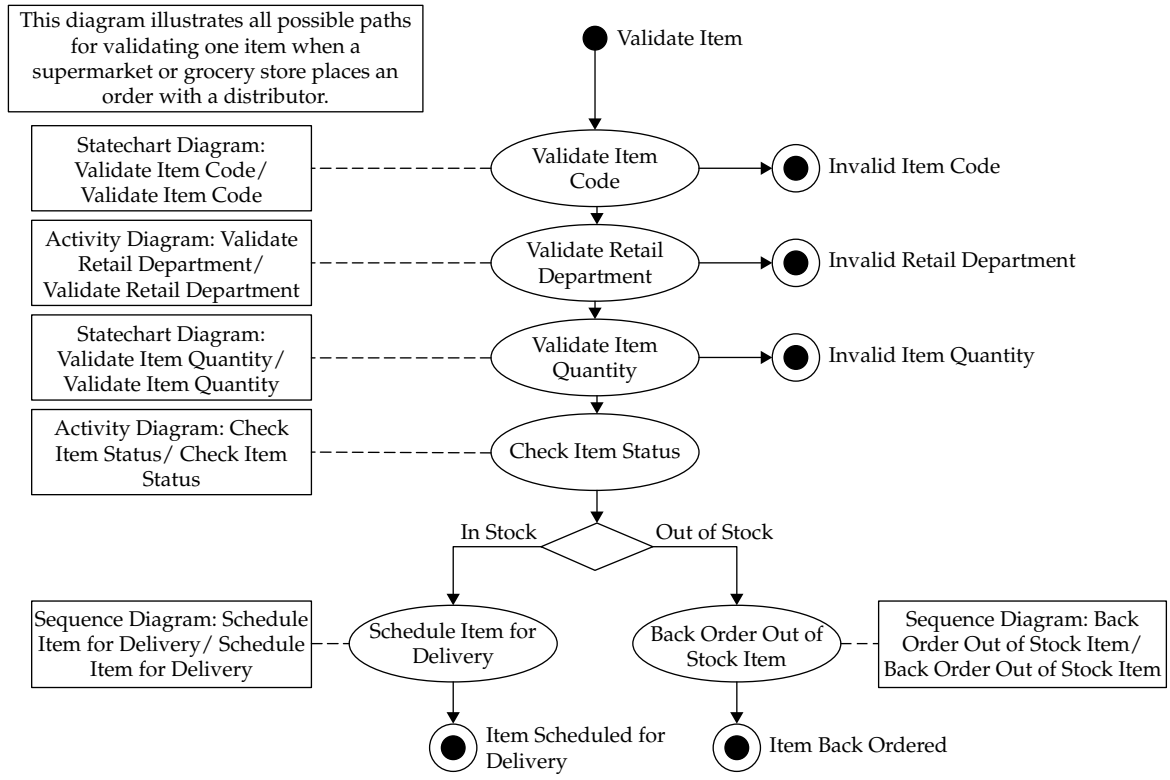 This diagram illustrates all possible paths
for validating one item when a
supermarket or grocery store places an
order with a distributor.
Validate Item
Statechart Diagram:
Validate Item Code/
Validate Item Code
Validate Item
Code
Invalid Item Code
Activity Diagram: Validate
Retail Department/
Validate Retail Department
Validate Retail
Department
Invalid Retail Department
Statechart Diagram:
Validate Item Quantity/
Validate Item Quantity
Validate Item
Quantity
Invalid Item Quantity
Activity Diagram: Check
Item Status/ Check Item
Status
Check Item Status
In Stock
Out of Stock
Sequence Diagram: Schedule
Item for Delivery/ Schedule
Item for Delivery
Schedule Item for
Delivery
Back Order Out of
Stock Item
Sequence Diagram: Back
Order Out of Stock Item/
Back Order Out of Stock Item
Item Scheduled for
Delivery
Item Back Ordered